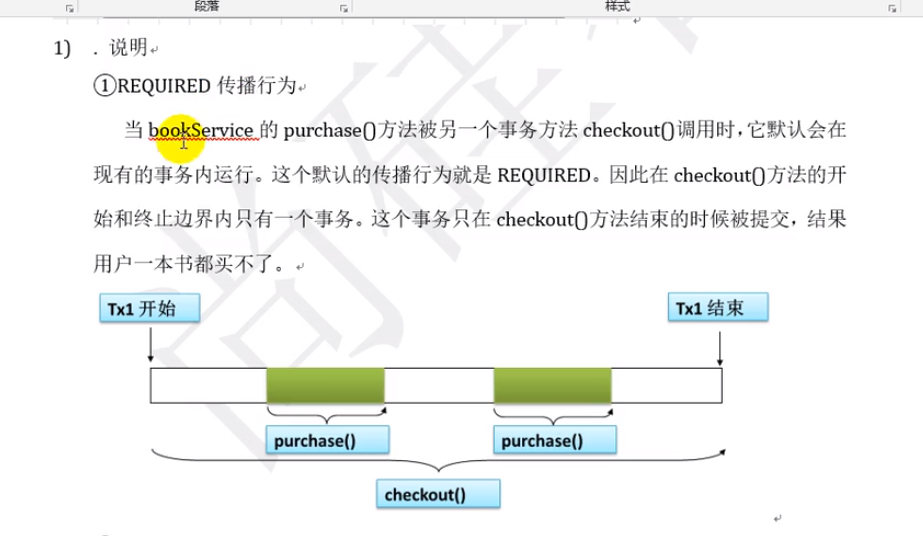 段落
样式
1) . 说明
①REQUIRED 传播行为
当 bookService 的 purchase()方法被另一个事务方法 checkout()调用时，它默认会在
现有的事务内运行。这个默认的传播行为就是 REQUIRED。因此在 checkout()方法的开
始和终止边界内只有一个事务。这个事务只在 checkout()方法结束的时候被提交，结果
用户一本书都买不了。
Tx1 开始
Tx1 结束
purchase()
purchase()
checkout()